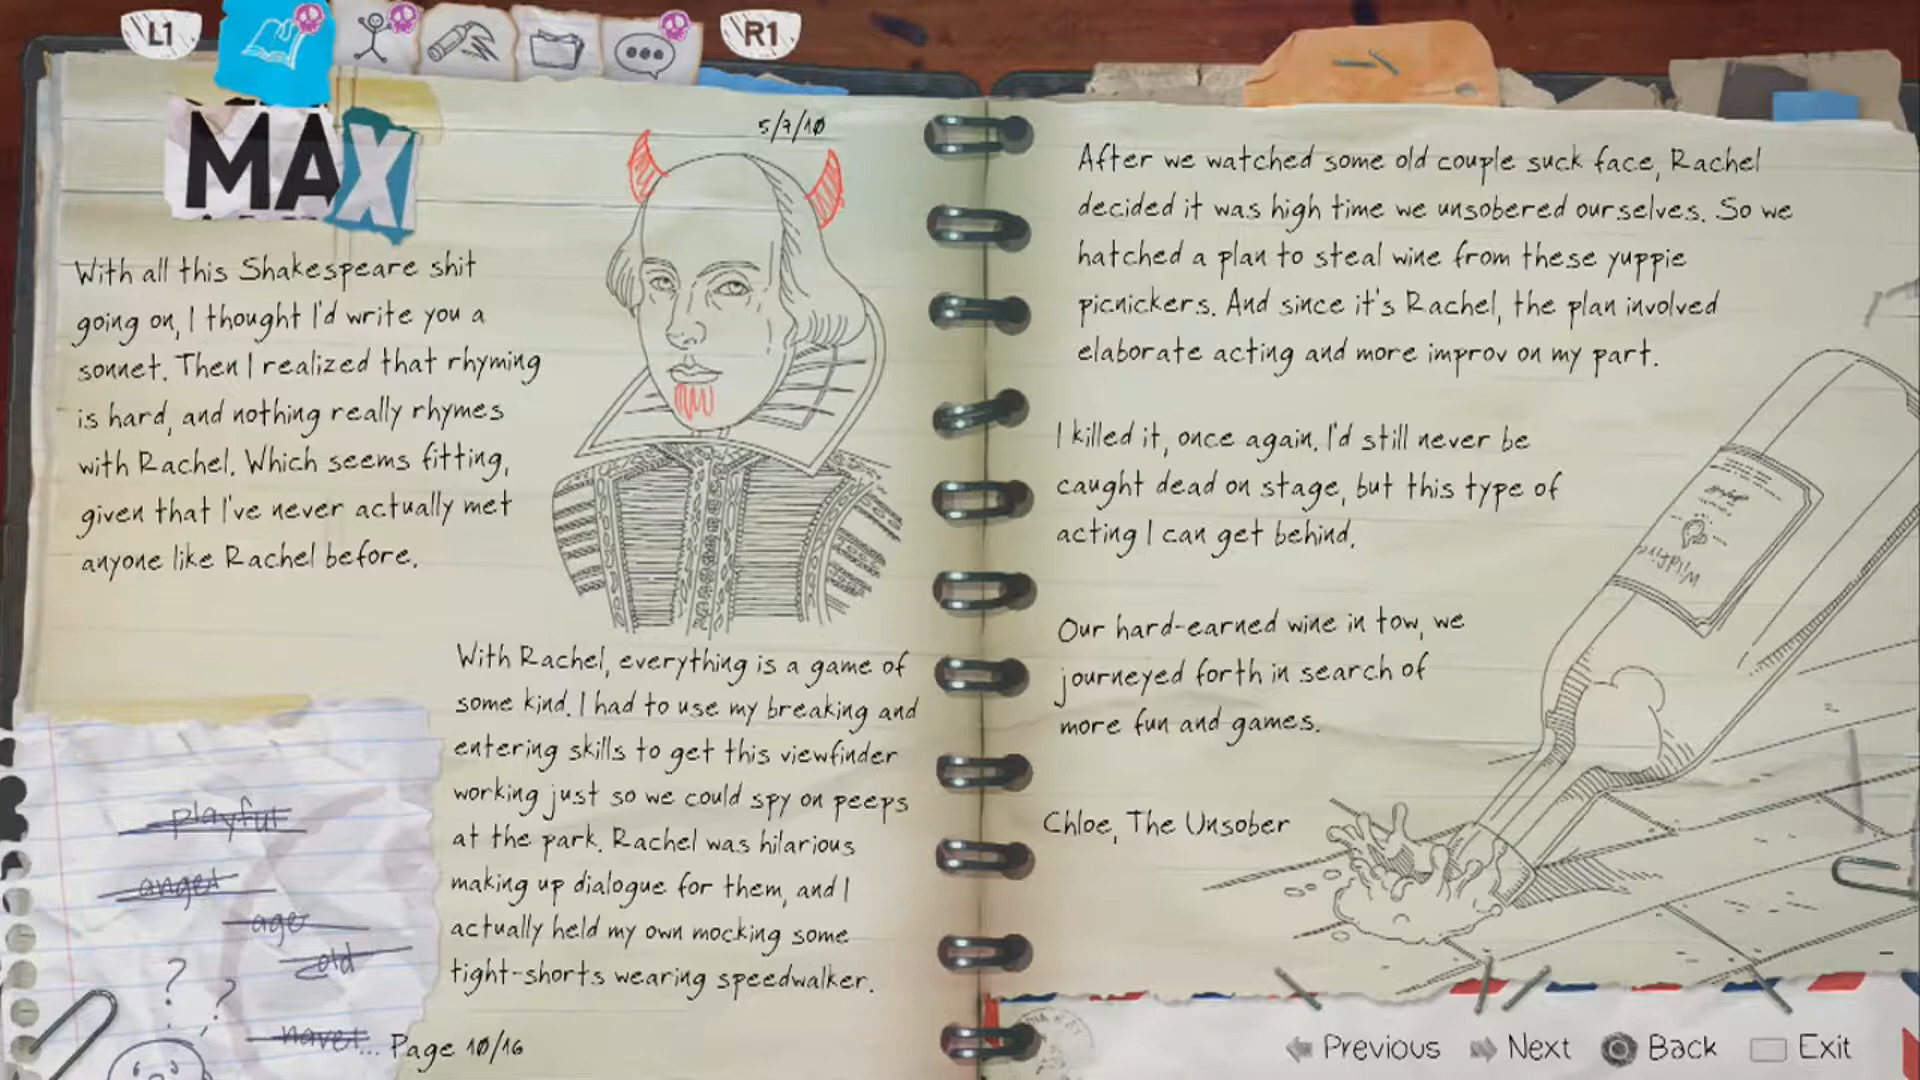 L1
R1
MAX
5/7/10
With all this Shakespeare shit
going on, I thought I'd write you a
sonnet. Then I realized that rhyming
is hard, and nothing really rhymes
with Rachel. Which seems fitting,
given that I've never actually met
anyone like Rachel before.
With Rachel, everything is a game of
some kind. I had to use my breaking and
entering skills to get this viewfinder
working just so we could spy on peeps
at the park. Rachel was hilarious
making up dialogue for them, and I
actually held my own mocking some
tight-shorts wearing speedwalker.
playful
angel
ager
old
? ?
navel...
Page 10/16
After we watched some old couple suck face, Rachel
decided it was high time we unsobered ourselves. So we
hatched a plan to steal wine from these yuppie
picnickers. And since it's Rachel, the plan involved
elaborate acting and more improv on my part.
I killed it, once again. I'd still never be
caught dead on stage, but this type of
acting I can get behind.
Our hard-earned wine in tow, we
journeyed forth in search of
more fun and games.
Chloe, The Unsober
Wildfire
Previous Next Back Exit